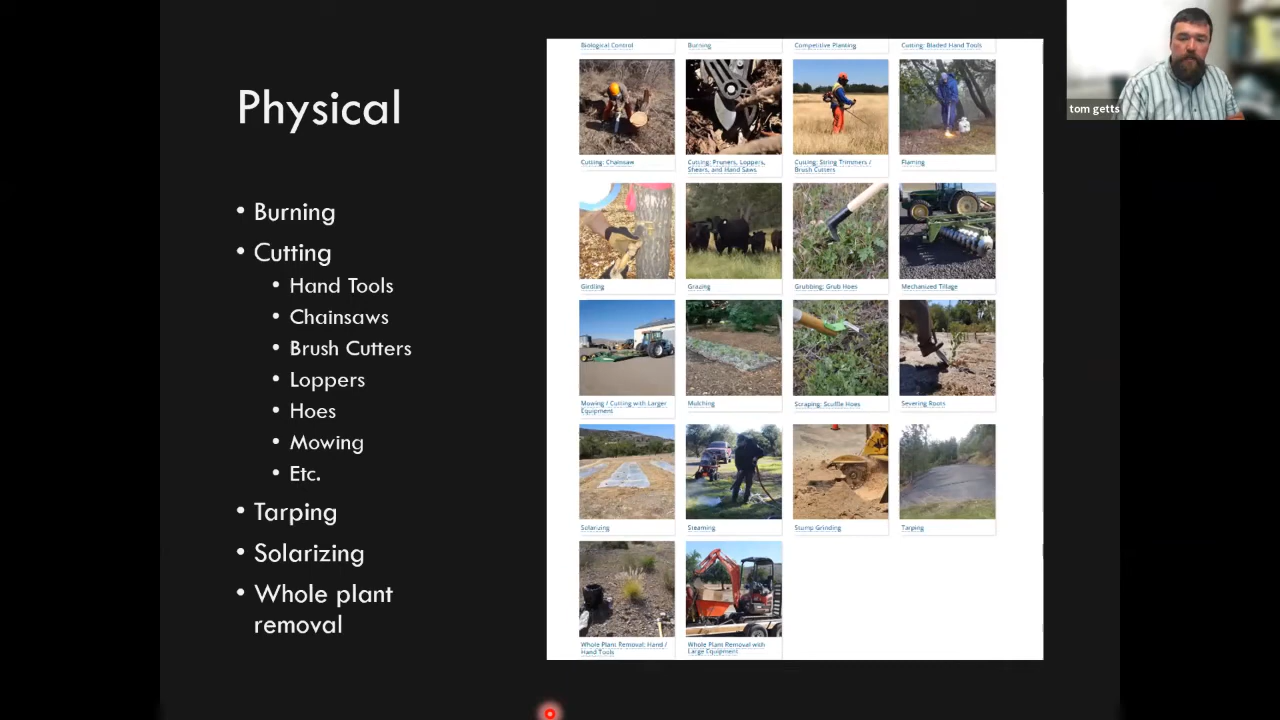 Physical
• Burning
• Cutting
• Hand Tools
• Chainsaws
• Brush Cutters
• Loppers
• Hoes
• Mowing
• Etc.
• Tarping
• Solarizing
• Whole plant
removal
Biological Control
Burning
Competitive Planting
Cutting: Bladed Hand Tools
Cutting: Chainsaw
Cutting: Pruners, Loppers,
Shears, and Hand Saws
Cutting: String Trimmers /
Brush Cutters
Flaming
Girdling
Grazing
Grubbing: Grub Hoes
Mechanized Tillage
Mowing / Cutting with Larger
Equipment
Mulching
Scraping: Scuffle Hoes
Severing Roots
Solarizing
Steaming
Stump Grinding
Tarping
Whole Plant Removal: Hand /
Hand Tools
Whole Plant Removal with
Large Equipment
tom getts